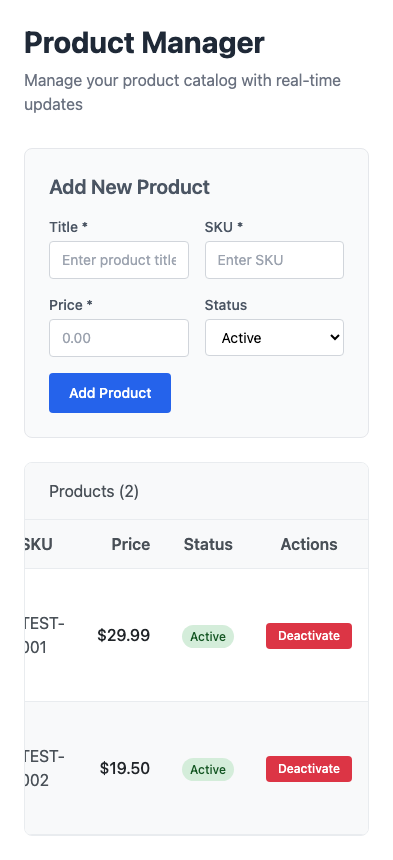 Product Manager
Manage your product catalog with real-time
updates
Add New Product
Title * SKU *
Enter product title Enter SKU
Price * Status
0.00 Active
Add Product
Products (2)
SKU Price Status Actions
TEST-
001 $29.99 Active Deactivate
TEST-
002 $19.50 Active Deactivate